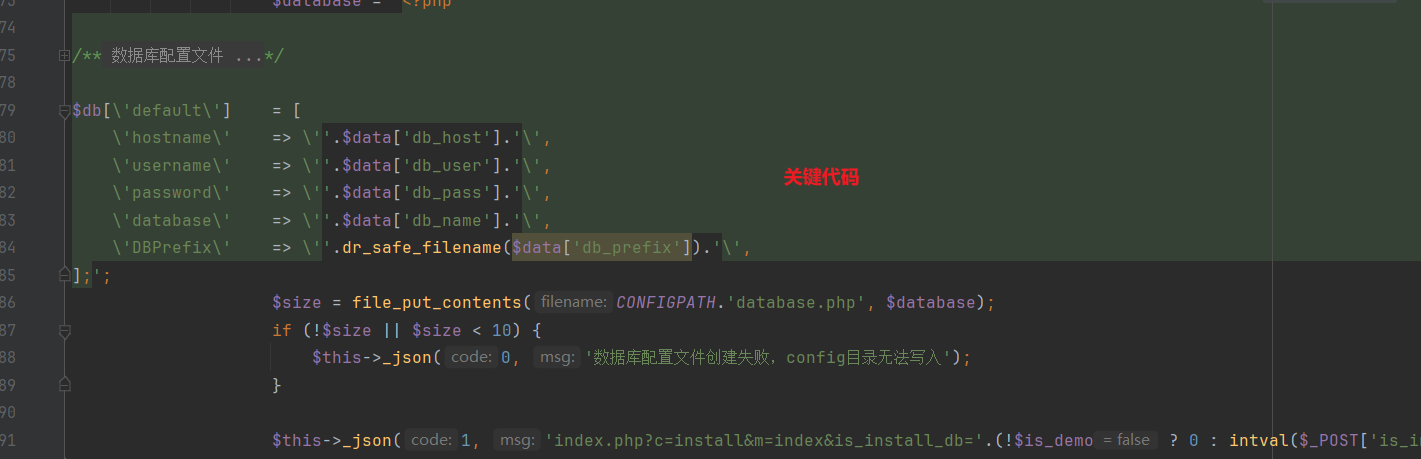 73 $database = '<?php
74
75 /** 数据库配置文件 ...*/
78
79 $db[\'default\'] = [
80 \'hostname\' => \''.$data['db_host'].'\',
81 \'username\' => \''.$data['db_user'].'\',
82 \'password\' => \''.$data['db_pass'].'\',
关键代码
83 \'database\' => \''.$data['db_name'].'\',
84 \'DBPrefix\' => \''.dr_safe_filename($data['db_prefix']).'\',
85 ];';
86 $size = file_put_contents( filename: CONFIGPATH.'database.php', $database);
87 if (!$size || $size < 10) {
88 $this->_json( code: 0, msg: '数据库配置文件创建失败，config目录无法写入');
89 }
90
91 $this->_json( code: 1, msg: 'index.php?c=install&m=index&is_install_db='.(!$is_demo = false ? 0 : intval($_POST['is_in